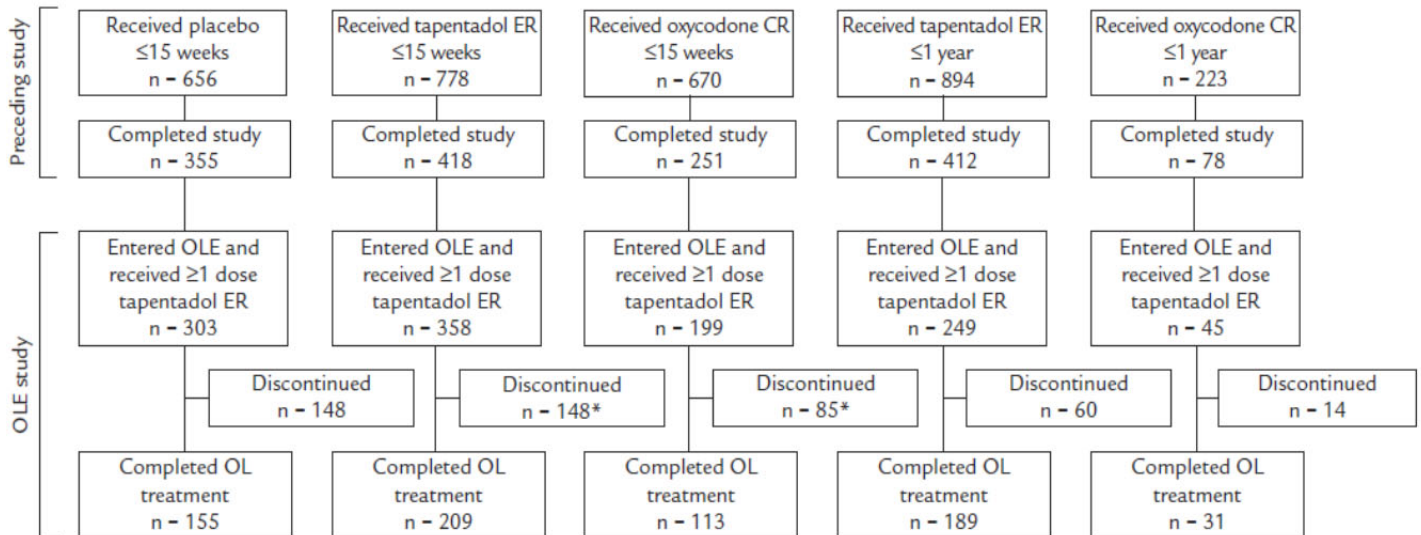 Preceding study
Received placebo
≤15 weeks
n – 656
Received tapentadol ER
≤15 weeks
n – 778
Received oxycodone CR
≤15 weeks
n – 670
Received tapentadol ER
≤1 year
n – 894
Received oxycodone CR
≤1 year
n – 223
Completed study
n – 355
Completed study
n – 418
Completed study
n – 251
Completed study
n – 412
Completed study
n – 78
OLE study
Entered OLE and
received ≥1 dose
tapentadol ER
n – 303
Entered OLE and
received ≥1 dose
tapentadol ER
n – 358
Entered OLE and
received ≥1 dose
tapentadol ER
n – 199
Entered OLE and
received ≥1 dose
tapentadol ER
n – 249
Entered OLE and
received ≥1 dose
tapentadol ER
n – 45
Discontinued
n – 148
Discontinued
n – 148*
Discontinued
n – 85*
Discontinued
n – 60
Discontinued
n – 14
Completed OL
treatment
n – 155
Completed OL
treatment
n – 209
Completed OL
treatment
n – 113
Completed OL
treatment
n – 189
Completed OL
treatment
n – 31